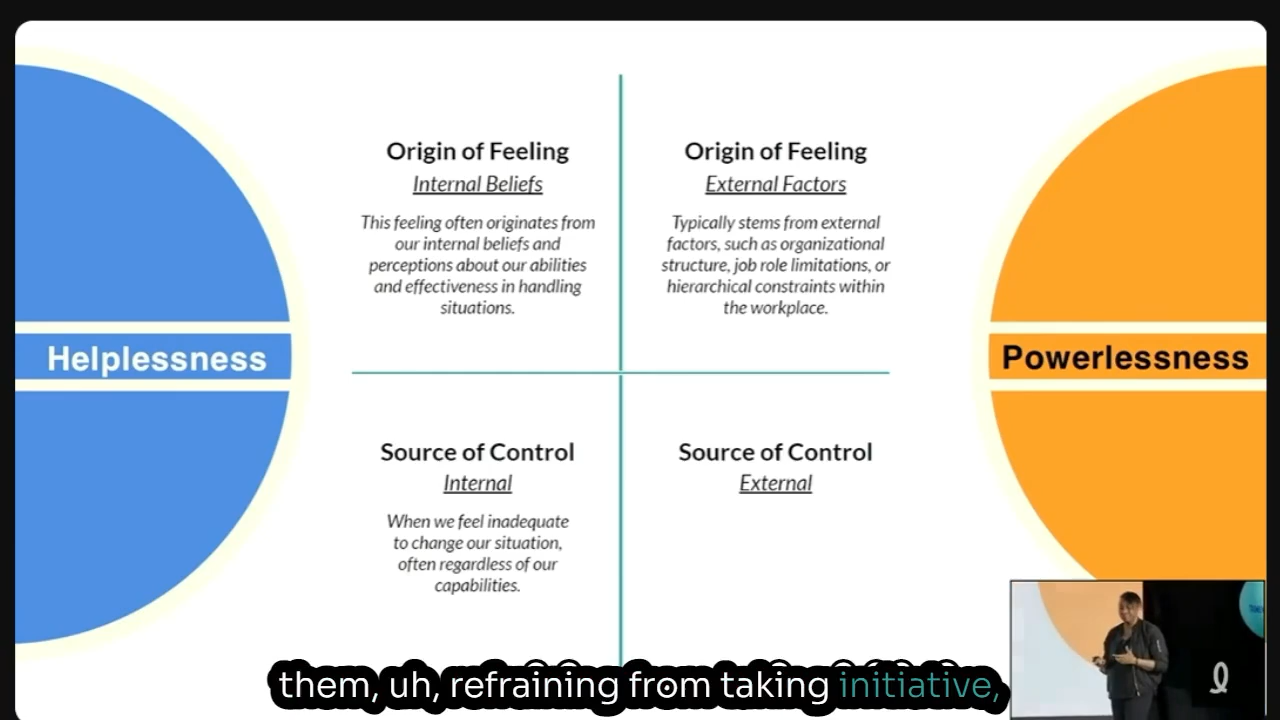 Helplessness
Origin of Feeling
Internal Beliefs
This feeling often originates from
our internal beliefs and
perceptions about our abilities
and effectiveness in handling
situations.
Origin of Feeling
External Factors
Typically stems from external
factors, such as organizational
structure, job role limitations, or
hierarchical constraints within
the workplace.
Powerlessness
Source of Control
Internal
When we feel inadequate
to change our situation,
often regardless of our
capabilities.
Source of Control
External
them, uh, refraining from taking initiative,